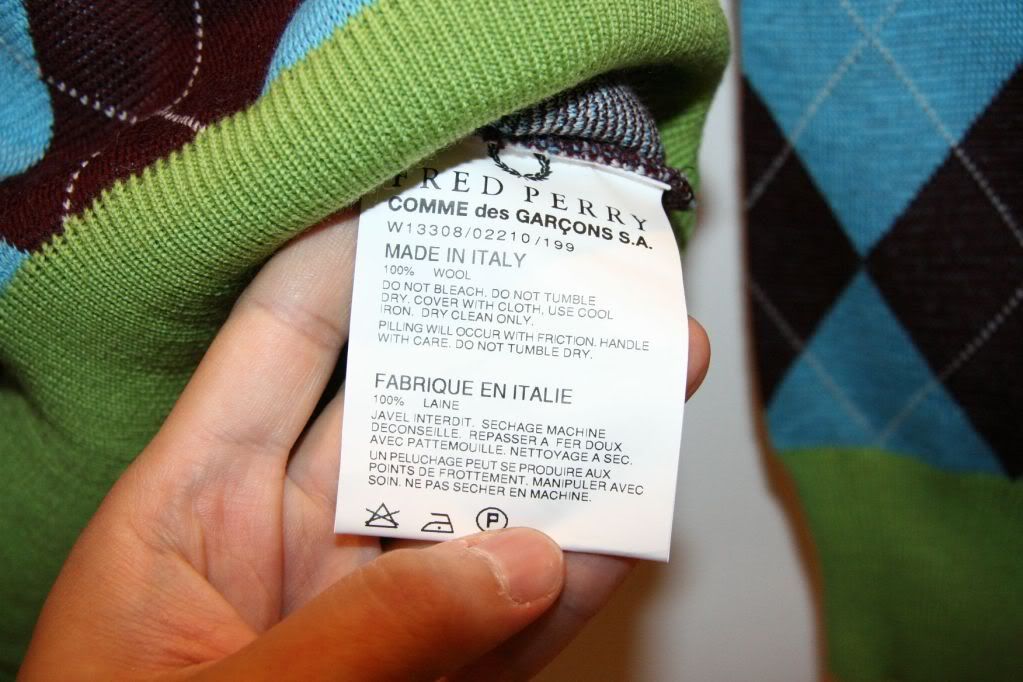 FRED PERRY
COMME des GARÇONS S.A.
W13308/02210/199
MADE IN ITALY
100% WOOL
DO NOT BLEACH. DO NOT TUMBLE
DRY. COVER WITH CLOTH. USE COOL
IRON. DRY CLEAN ONLY.
PILLING WILL OCCUR WITH FRICTION. HANDLE
WITH CARE. DO NOT TUMBLE DRY.
FABRIQUE EN ITALIE
100% LAINE
JAVEL INTERDIT. SECHAGE MACHINE
DECONSEILLE. REPASSER A FER DOUX
AVEC PATTEMOUILLE. NETTOYAGE A SEC.
UN PELUCHAGE PEUT SE PRODUIRE AUX
POINTS DE FROTTEMENT. MANIPULER AVEC
SOIN. NE PAS SECHER EN MACHINE.
P